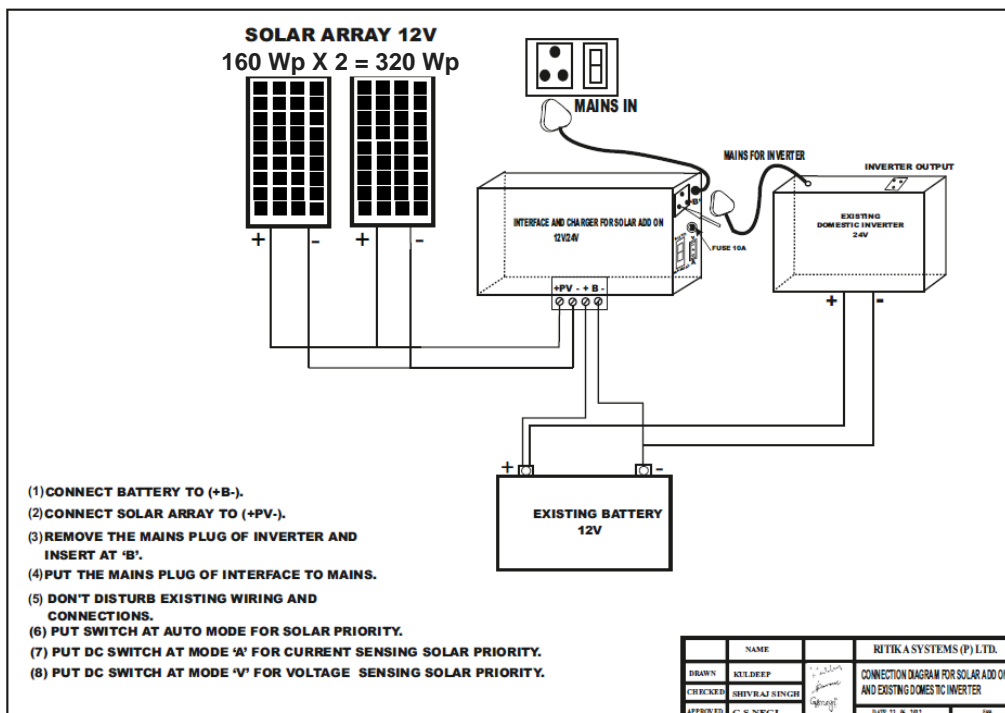 SOLAR ARRAY 12V
160 Wp X 2 = 320 Wp
MAINS IN
MAINS FOR INVERTER
INVERTER OUTPUT
INTERFACE AND CHARGER FOR SOLAR ADD ON
12V/24V
'B'
FUSE 10A
EXISTING
DOMESTIC INVERTER
24V
+ - + -
+PV - + B -
+ -
+ -
EXISTING BATTERY
12V
(1) CONNECT BATTERY TO (+B-).
(2) CONNECT SOLAR ARRAY TO (+PV-).
(3) REMOVE THE MAINS PLUG OF INVERTER AND
INSERT AT ‘B’.
(4) PUT THE MAINS PLUG OF INTERFACE TO MAINS.
(5) DON'T DISTURB EXISTING WIRING AND
CONNECTIONS.
(6) PUT SWITCH AT AUTO MODE FOR SOLAR PRIORITY.
(7) PUT DC SWITCH AT MODE ‘A’ FOR CURRENT SENSING SOLAR PRIORITY.
(8) PUT DC SWITCH AT MODE ‘V’ FOR VOLTAGE SENSING SOLAR PRIORITY.
NAME
RITIKA SYSTEMS (P) LTD.
DRAWN KULDEEP
CHECKED SHIVRAJ SINGH
APPROVED G.S.NEGI
CONNECTION DIAGRAM FOR SOLAR ADD ON
AND EXISTING DOMESTIC INVERTER